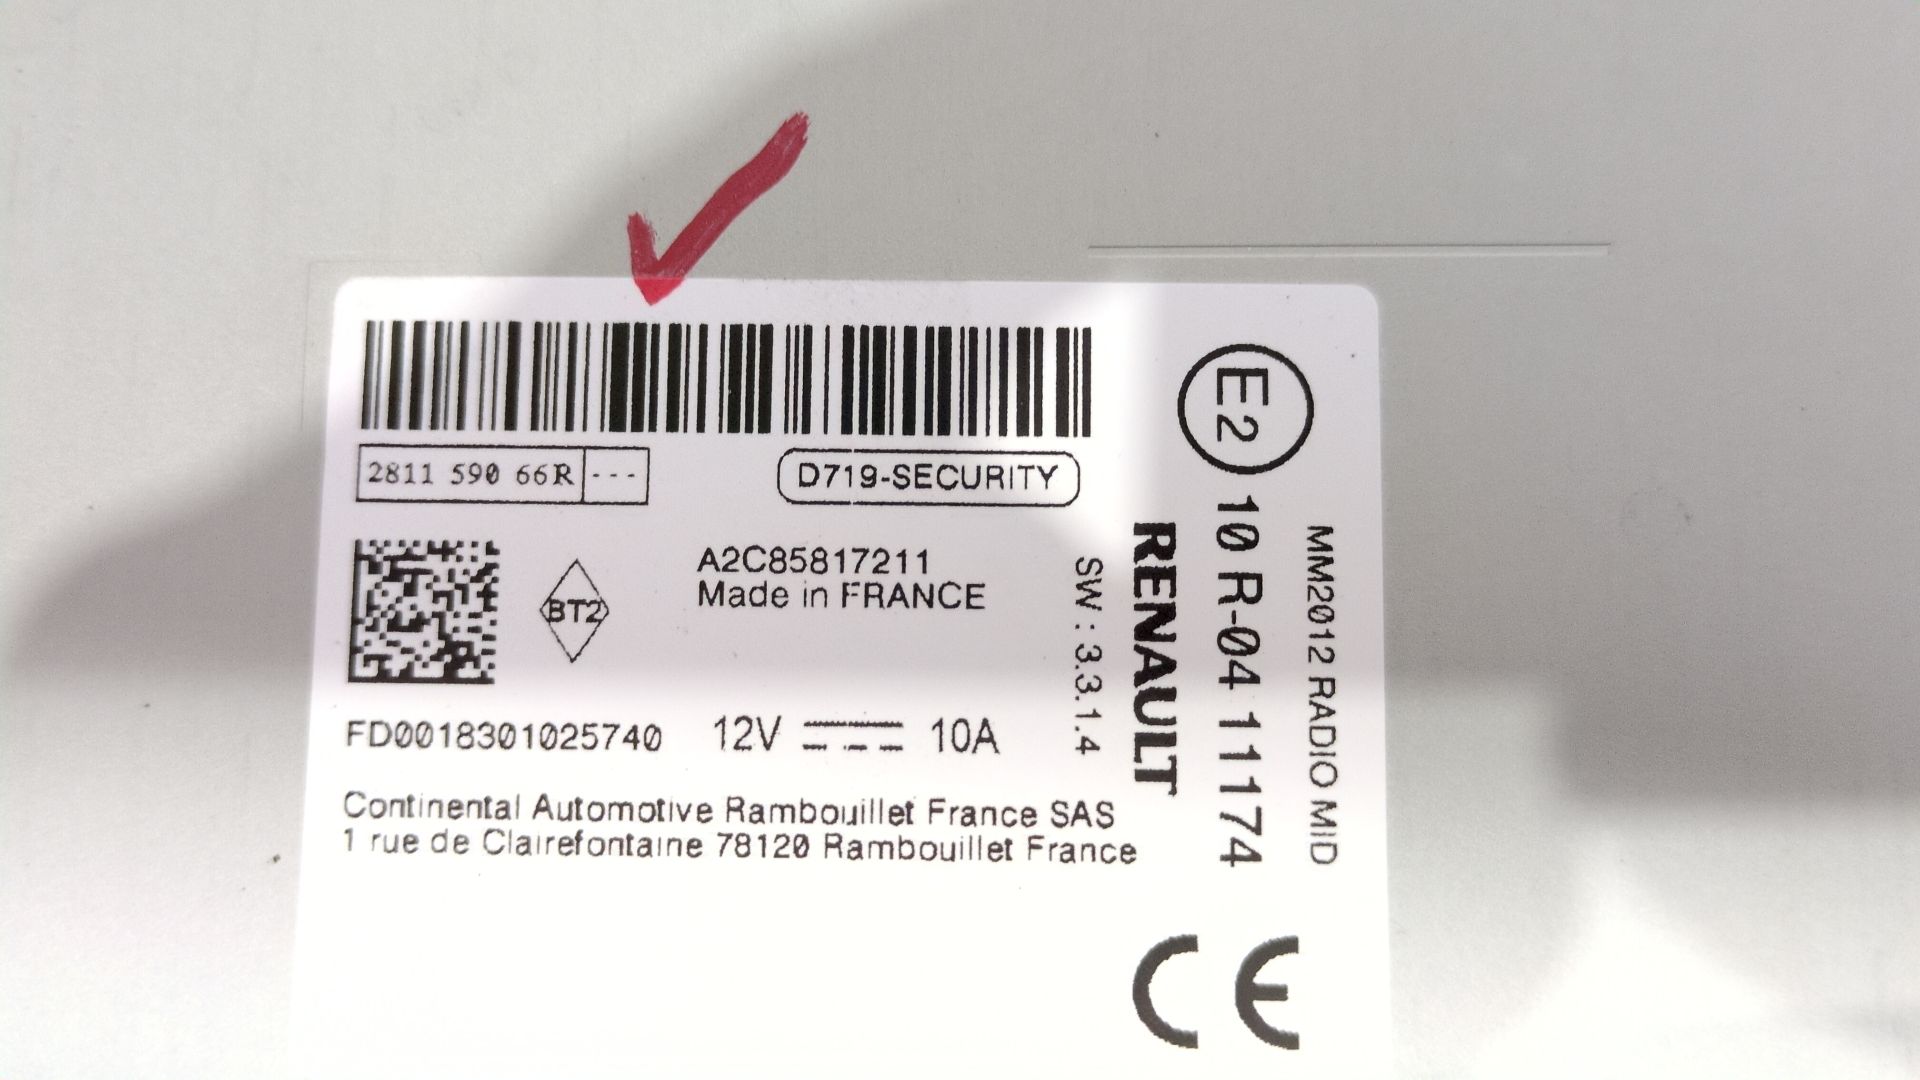 2811 590 66R ---
D719-SECURITY
BT2
A2C85817211
Made in FRANCE
FD0018301025740 12V 10A
Continental Automotive Rambouillet France SAS
1 rue de Clairefontaine 78120 Rambouillet France
SW : 3.3.1.4
RENAULT
E2 10 R-04 11174
MM2012 RADIO MID
CE